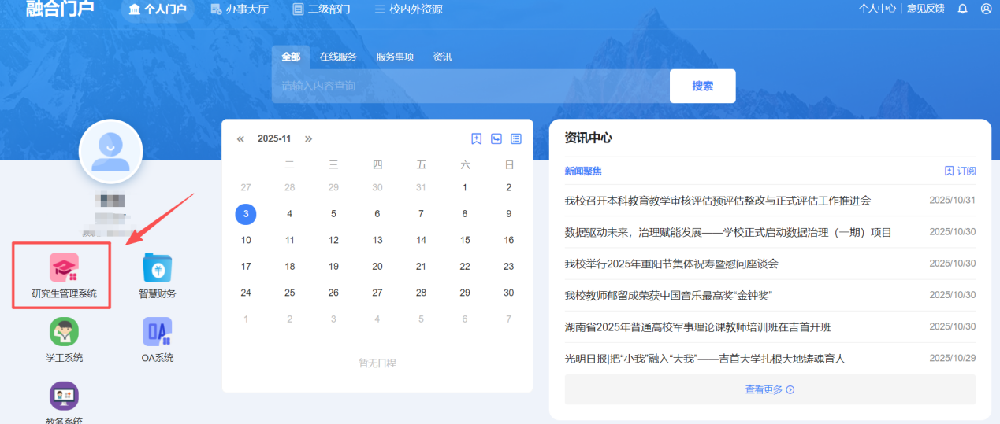 融合门户
个人门户 办事大厅 二级部门 校内外资源 个人中心 意见反馈
全部 在线服务 服务事项 资讯
请输入内容查询 搜索
研究生管理系统 智慧财务
学工系统 OA系统
教务系统
« 2025-11 »
一 二 三 四 五 六 日
27 28 29 30 31 1 2
3 4 5 6 7 8 9
10 11 12 13 14 15 16
17 18 19 20 21 22 23
24 25 26 27 28 29 30
1 2 3 4 5 6 7
暂无日程
资讯中心
新闻聚焦 订阅
我校召开本科教育教学审核评估预评估整改与正式评估工作推进会 2025/10/31
数据驱动未来，治理赋能发展——学校正式启动数据治理（一期）项目 2025/10/30
我校举行2025年重阳节集体祝寿暨慰问座谈会 2025/10/30
我校教师郁留成荣获中国音乐最高奖“金钟奖” 2025/10/30
湖南省2025年普通高校军事理论课教师培训班在吉首开班 2025/10/30
光明日报|把“小我”融入“大我”——吉首大学扎根大地铸魂育人 2025/10/29
查看更多